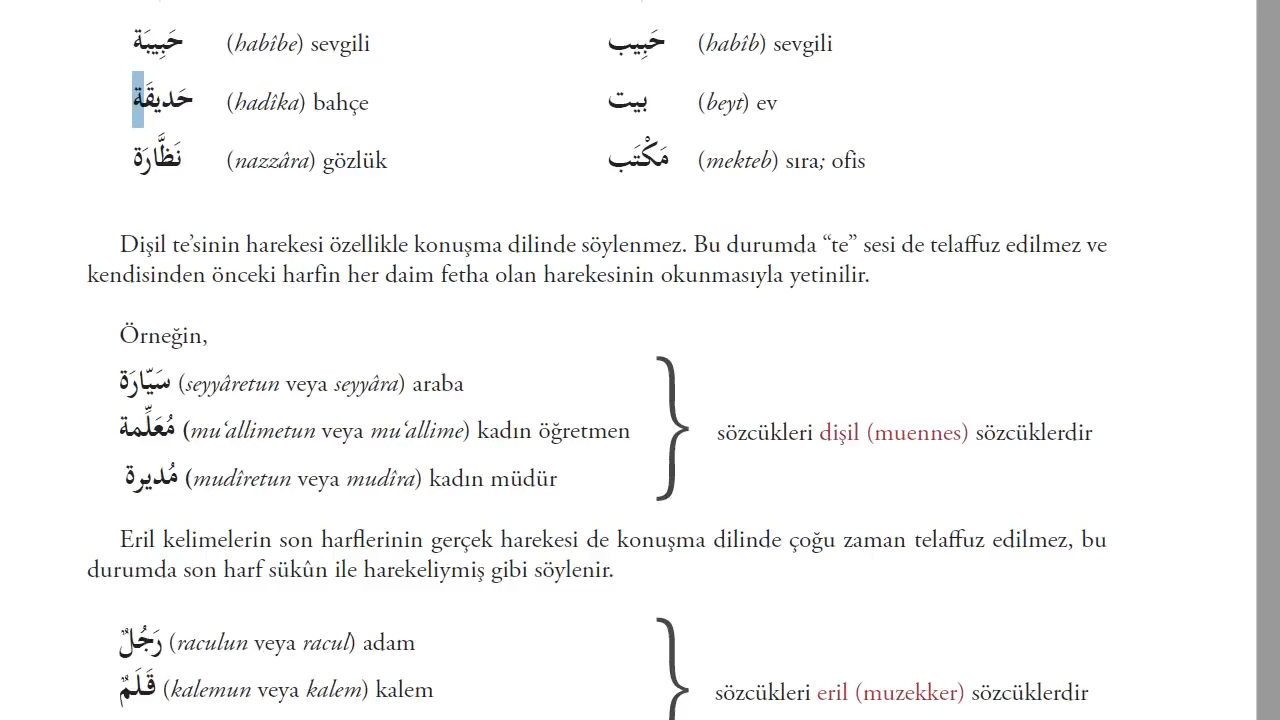 حَبِيبَة (habîbe) sevgili حَبِيب (habîb) sevgili
حَديقَة (hadîka) bahçe بيت (beyt) ev
نَظَّارَة (nazzâra) gözlük مَكْتَب (mekteb) sıra; ofis
Dişil te’sinin harekesi özellikle konuşma dilinde söylenmez. Bu durumda “te” sesi de telaffuz edilmez ve
kendisinden önceki harfin her daim fetha olan harekesinin okunmasıyla yetinilir.
Örneğin,
سَيّارَة (seyyâretun veya seyyâra) araba
مُعَلِّمة (mu‘allimetun veya mu‘allime) kadın öğretmen
sözcükleri dişil (muennes) sözcüklerdir
مُديرة (mudîretun veya mudîra) kadın müdür
Eril kelimelerin son harflerinin gerçek harekesi de konuşma dilinde çoğu zaman telaffuz edilmez, bu
durumda son harf sükûn ile harekeliymiş gibi söylenir.
رَجُلٌ (raculun veya racul) adam
قَلَمٌ (kalemun veya kalem) kalem
sözcükleri eril (muzekker) sözcüklerdir